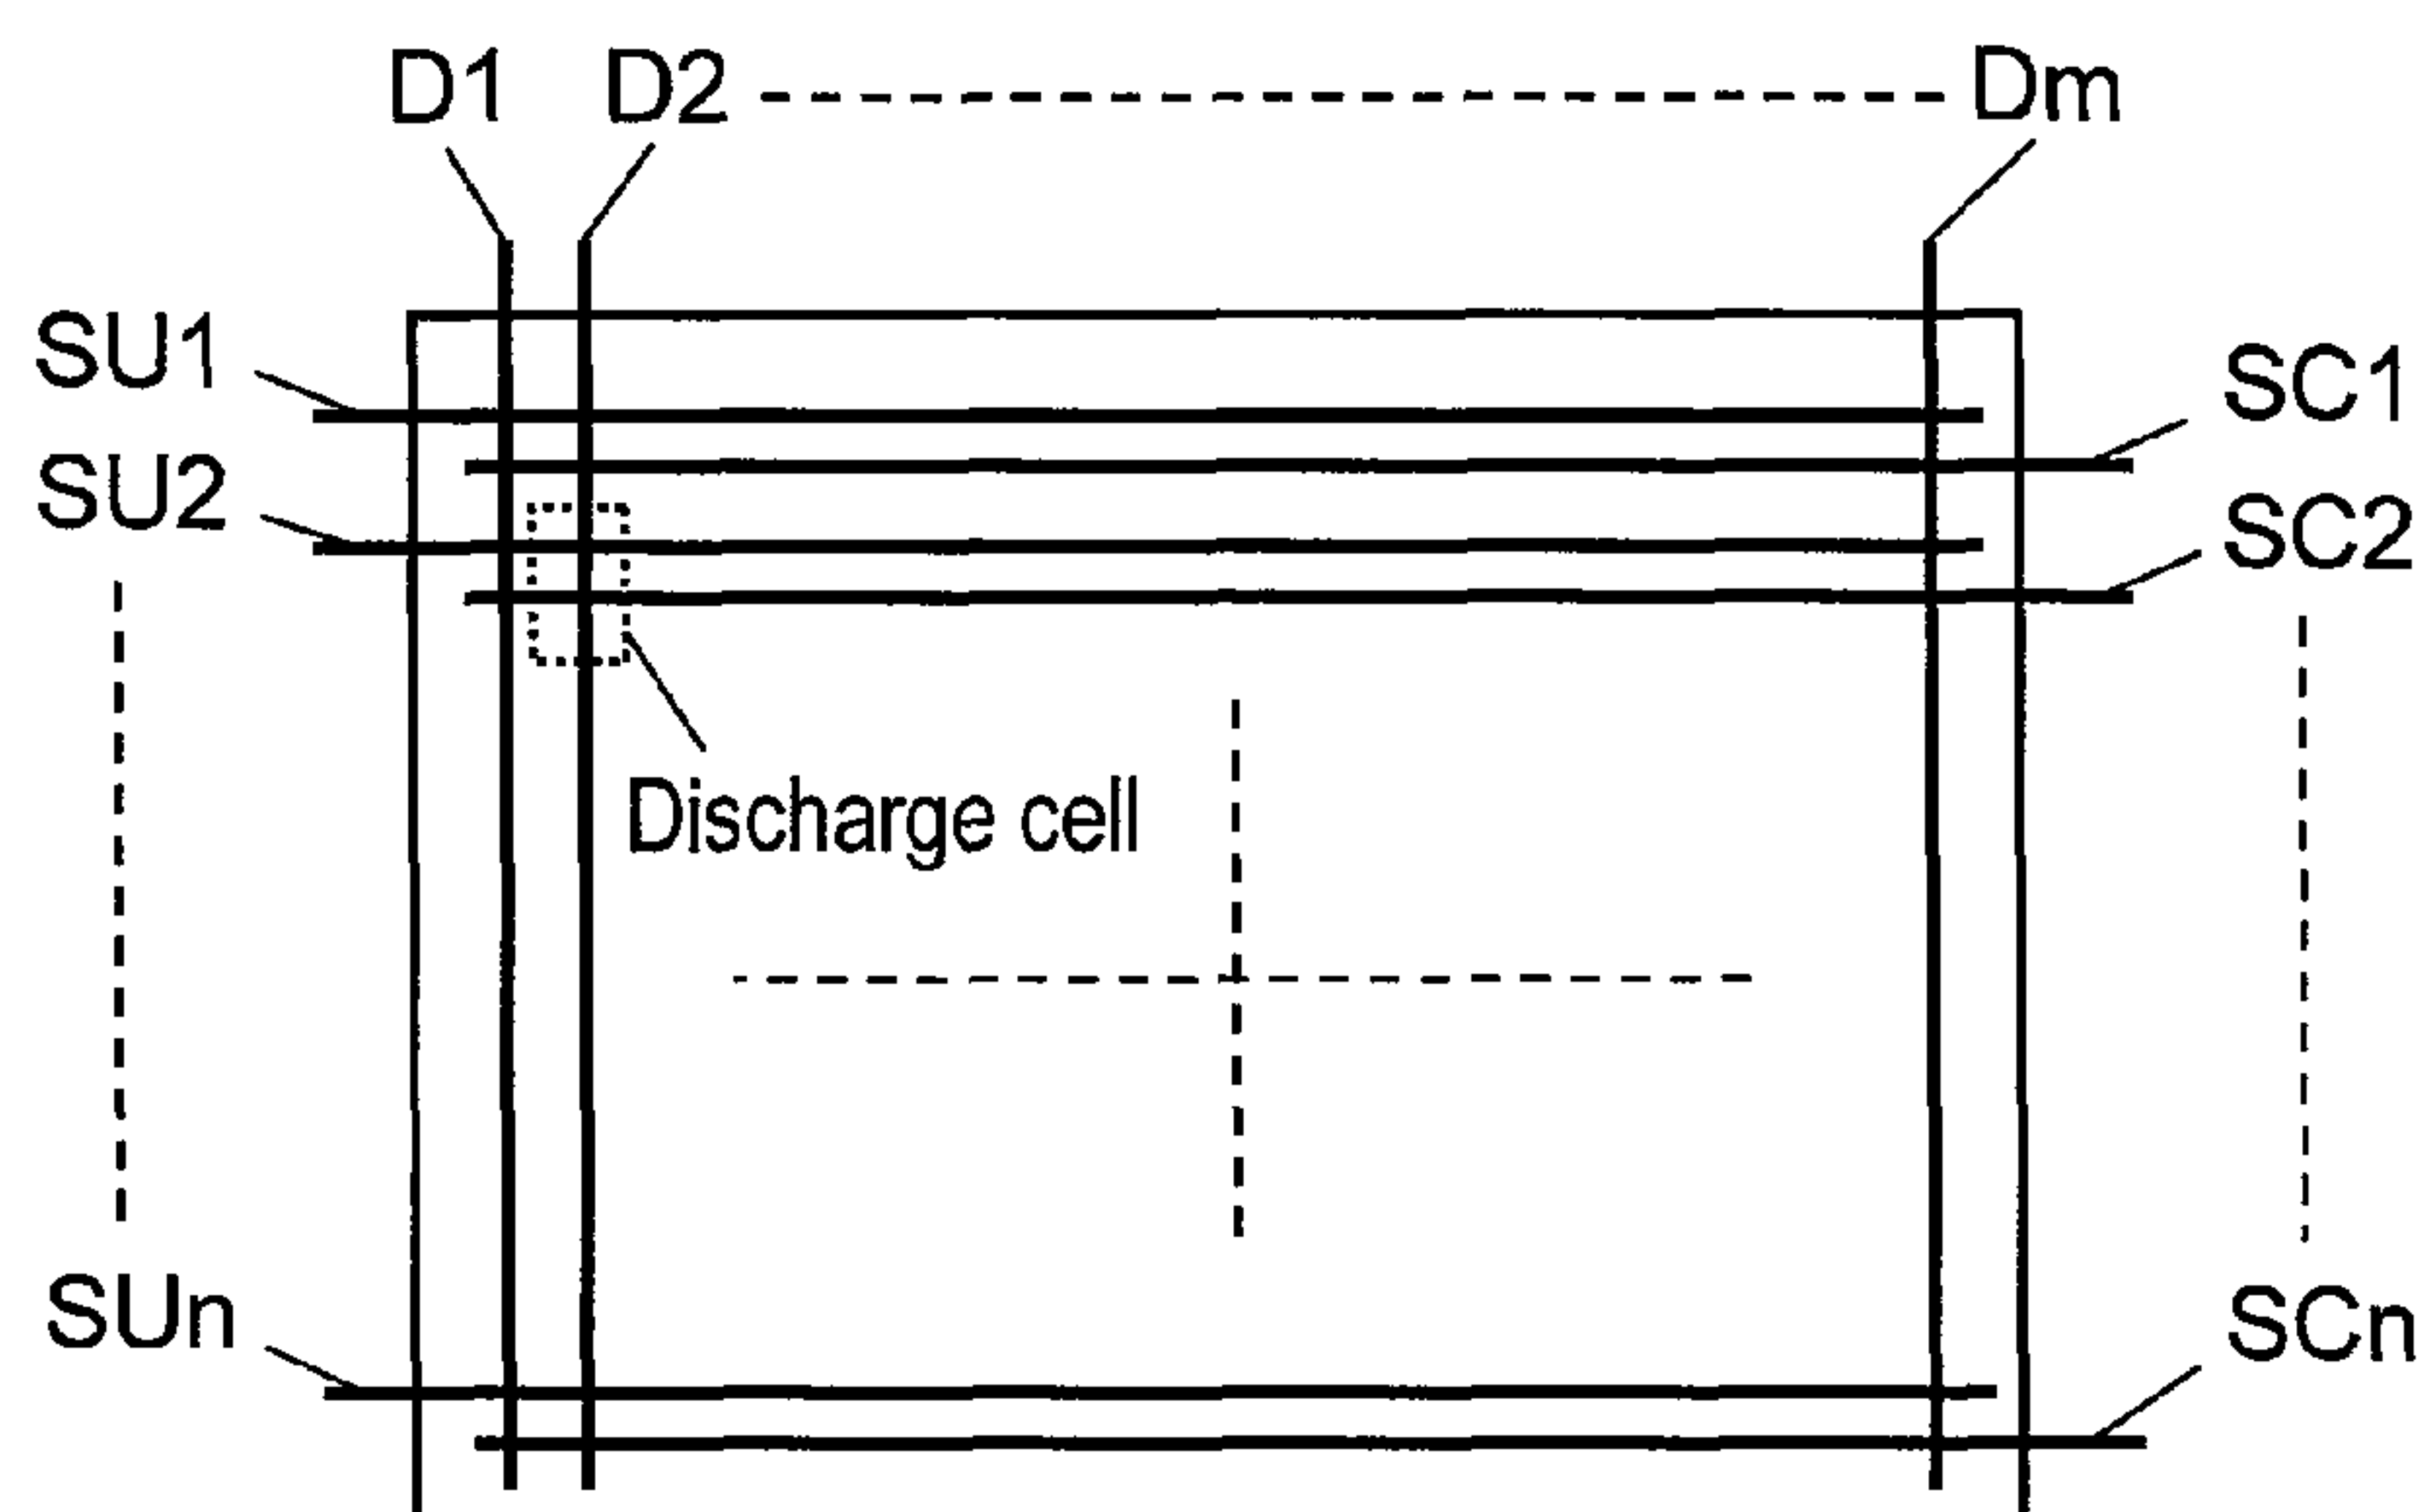 D1 D2 Dm
SU1
SC1
SU2
SC2
Discharge cell
SUn
SCn